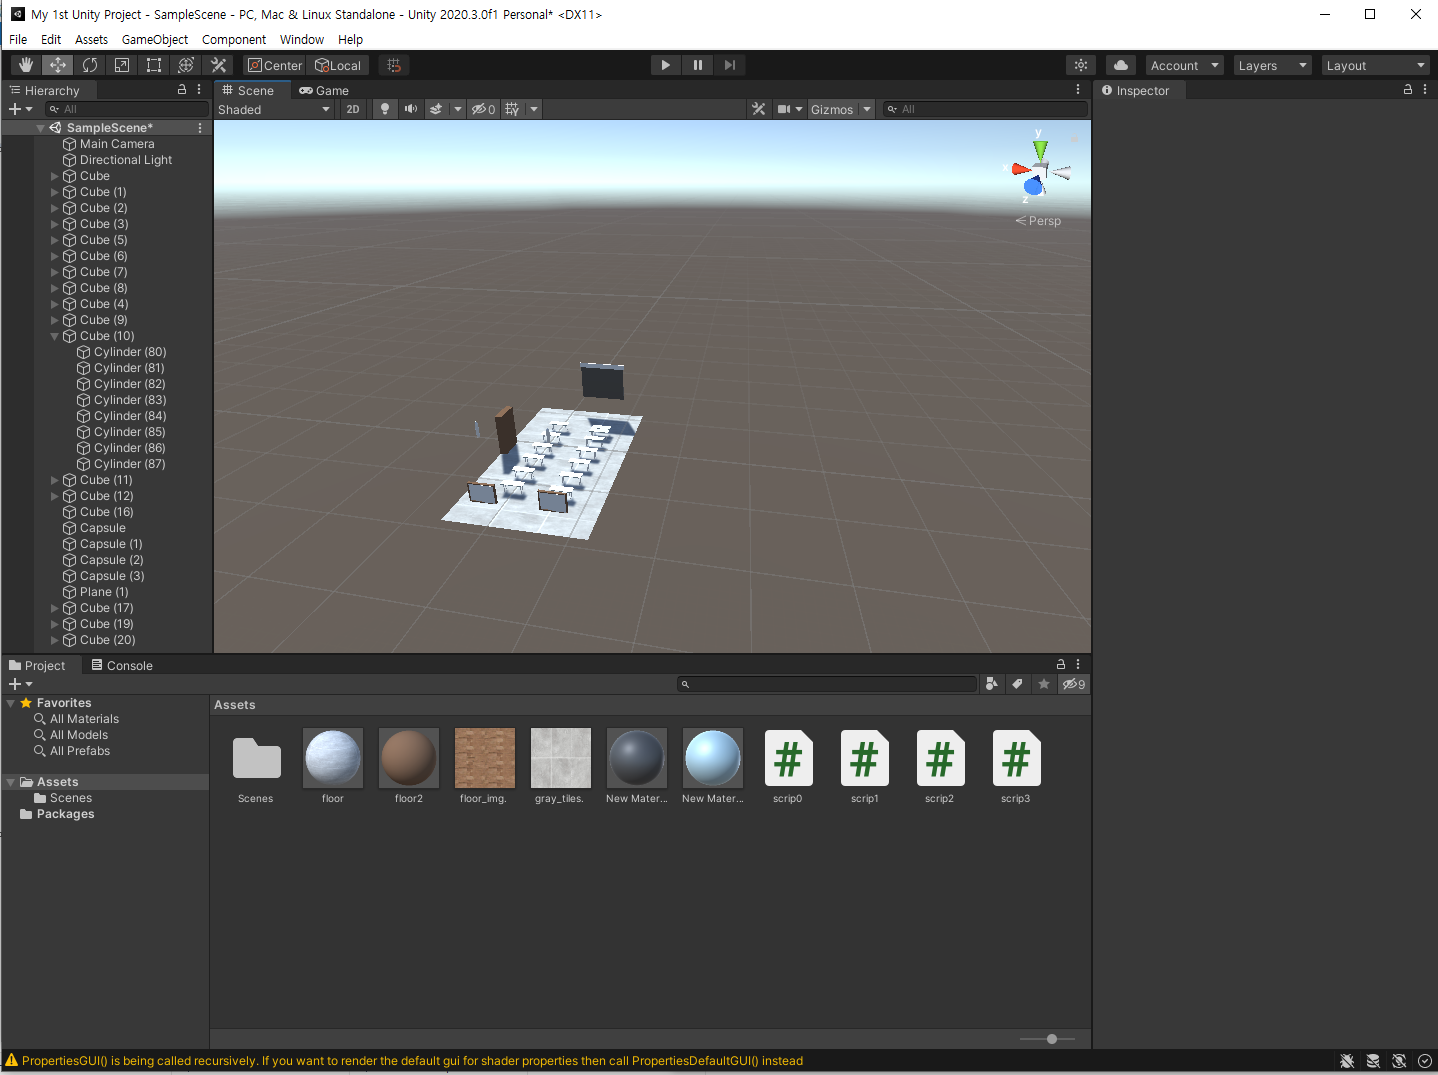 My 1st Unity Project - SampleScene - PC, Mac & Linux Standalone - Unity 2020.3.0f1 Personal* <DX11>
File Edit Assets GameObject Component Window Help
Center Local Account Layers Layout
Hierarchy
All
SampleScene*
Main Camera
Directional Light
Cube
Cube (1)
Cube (2)
Cube (3)
Cube (5)
Cube (6)
Cube (7)
Cube (8)
Cube (4)
Cube (9)
Cube (10)
Cylinder (80)
Cylinder (81)
Cylinder (82)
Cylinder (83)
Cylinder (84)
Cylinder (85)
Cylinder (86)
Cylinder (87)
Cube (11)
Cube (12)
Cube (16)
Capsule
Capsule (1)
Capsule (2)
Capsule (3)
Plane (1)
Cube (17)
Cube (19)
Cube (20)
Scene Game
Shaded 2D 0 Gizmos All
y
x
z
Persp
Inspector
Project Console
9
Favorites
All Materials
All Models
All Prefabs
Assets
Scenes
Packages
Assets
Scenes floor floor2 floor_img. gray_tiles. New Mater... New Mater... scrip0 scrip1 scrip2 scrip3
PropertiesGUI() is being called recursively. If you want to render the default gui for shader properties then call PropertiesDefaultGUI() instead